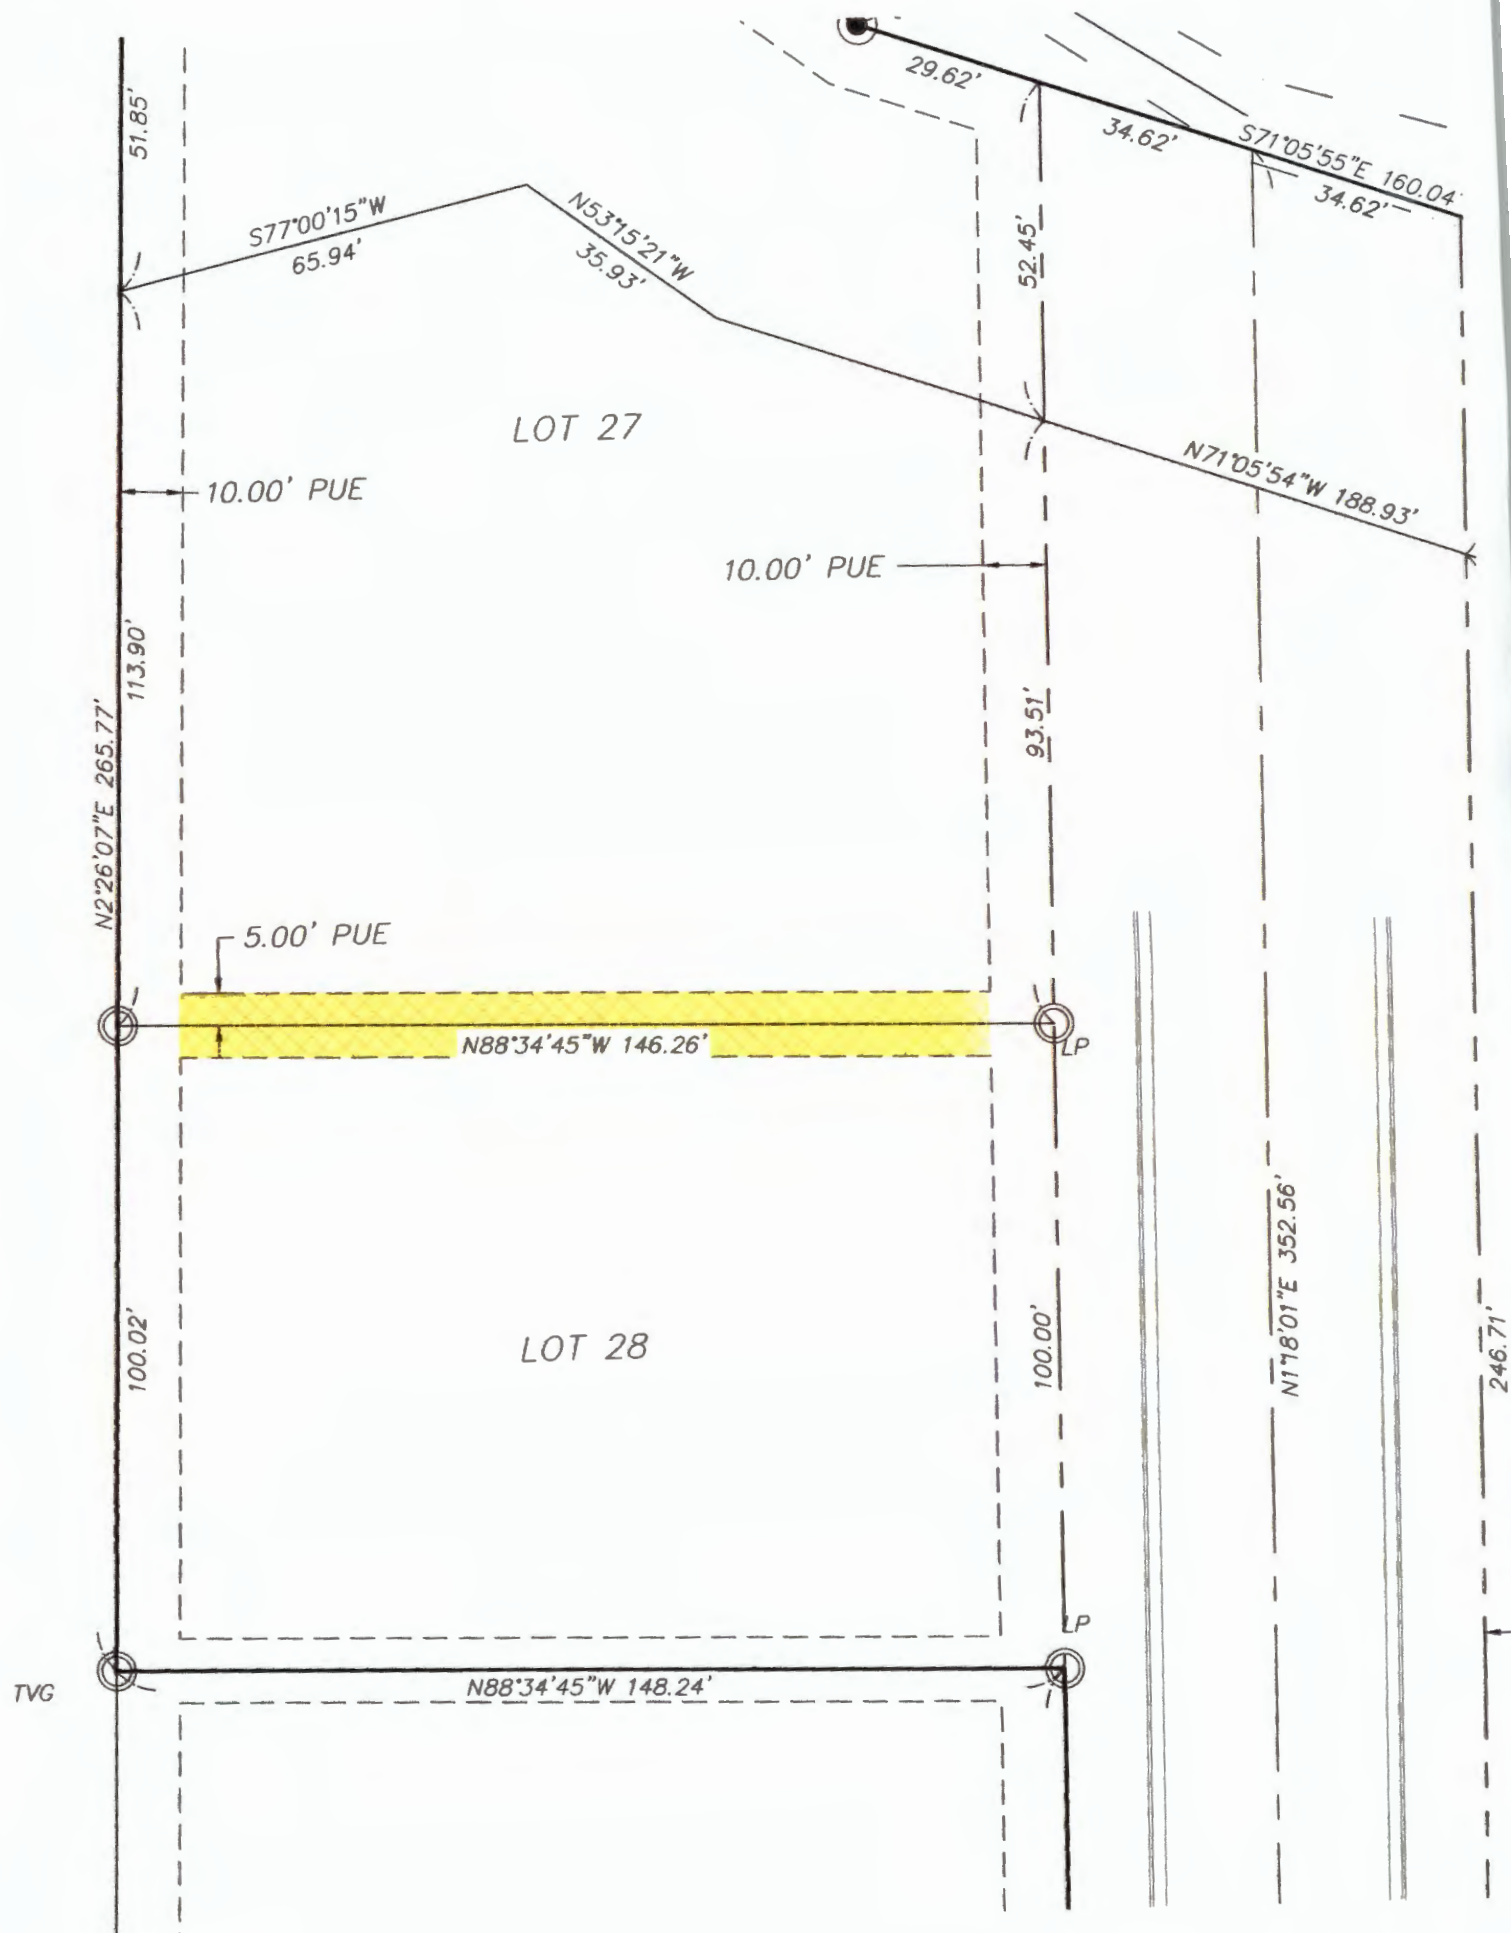 29.62'
51.85'
34.62'
S71°05'55"E 160.04'
34.62'
S77°00'15"W
65.94'
N53°15'21"W
35.93'
52.45'
LOT 27
N71°05'54"W 188.93'
10.00' PUE
10.00' PUE
113.90'
N2°26'07"E 265.77'
93.51'
5.00' PUE
N88°34'45"W 146.26'
LP
N1°18'01"E 352.56'
100.02'
LOT 28
100.00'
246.71'
LP
TVG
N88°34'45"W 148.24'